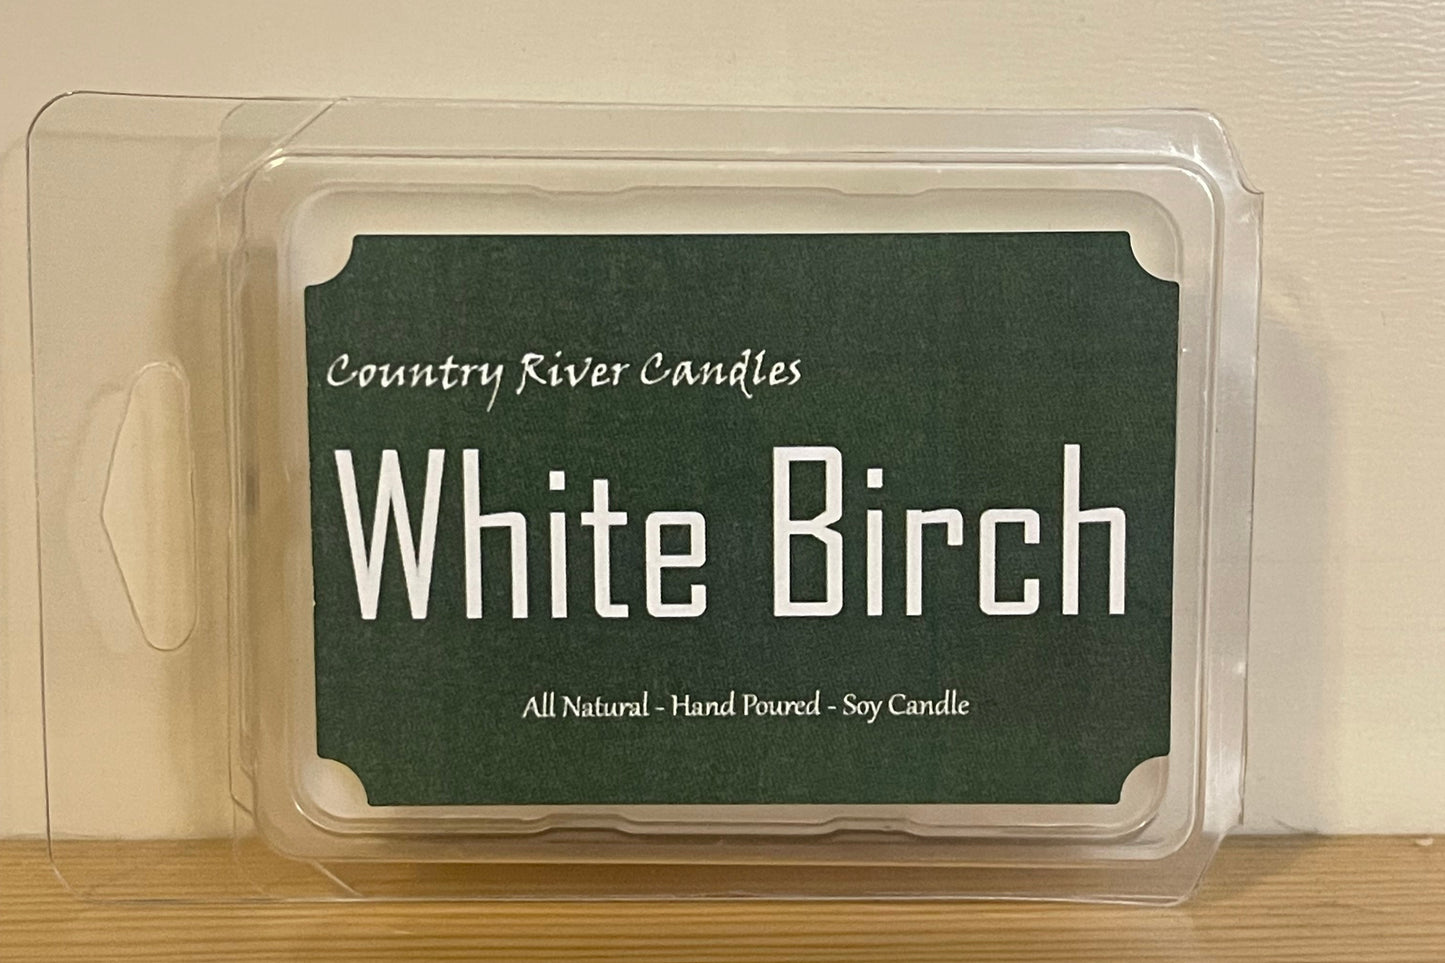 Country River Candles
White Birch
All Natural - Hand Poured - Soy Candle